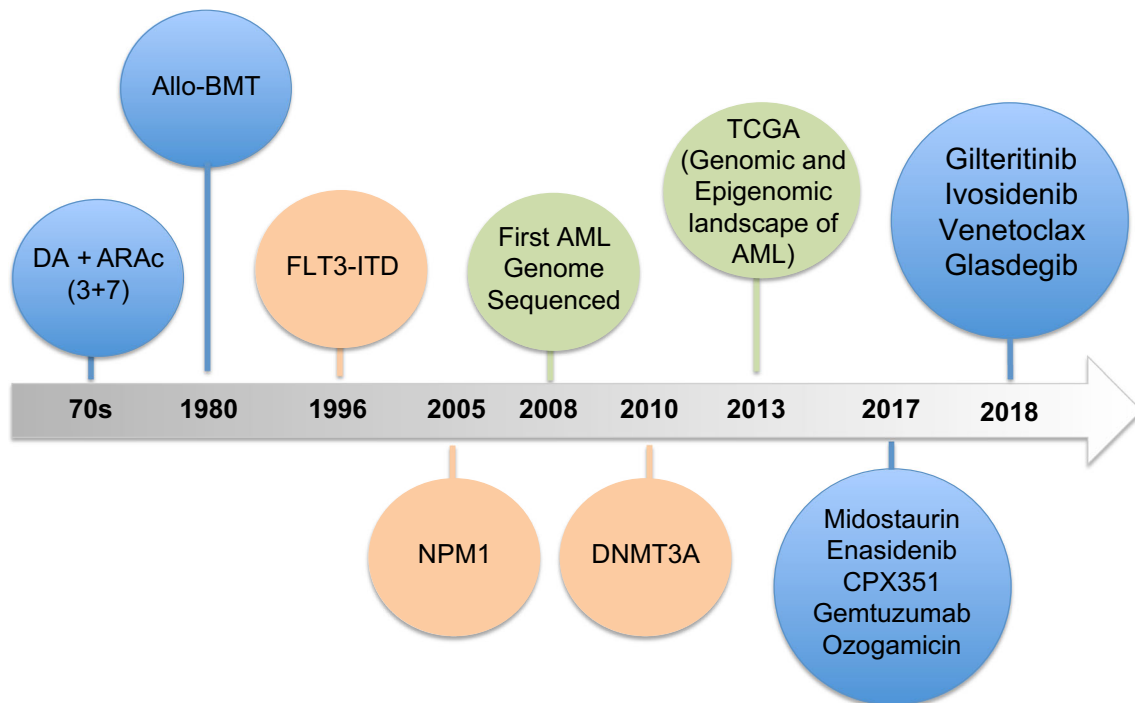 Allo-BMT
DA + ARAc
(3+7)
FLT3-ITD
First AML
Genome
Sequenced
TCGA
(Genomic and
Epigenomic
landscape of
AML)
Gilteritinib
Ivosidenib
Venetoclax
Glasdegib
70s
1980
1996
2005
2008
2010
2013
2017
2018
NPM1
DNMT3A
Midostaurin
Enasidenib
CPX351
Gemtuzumab
Ozogamicin